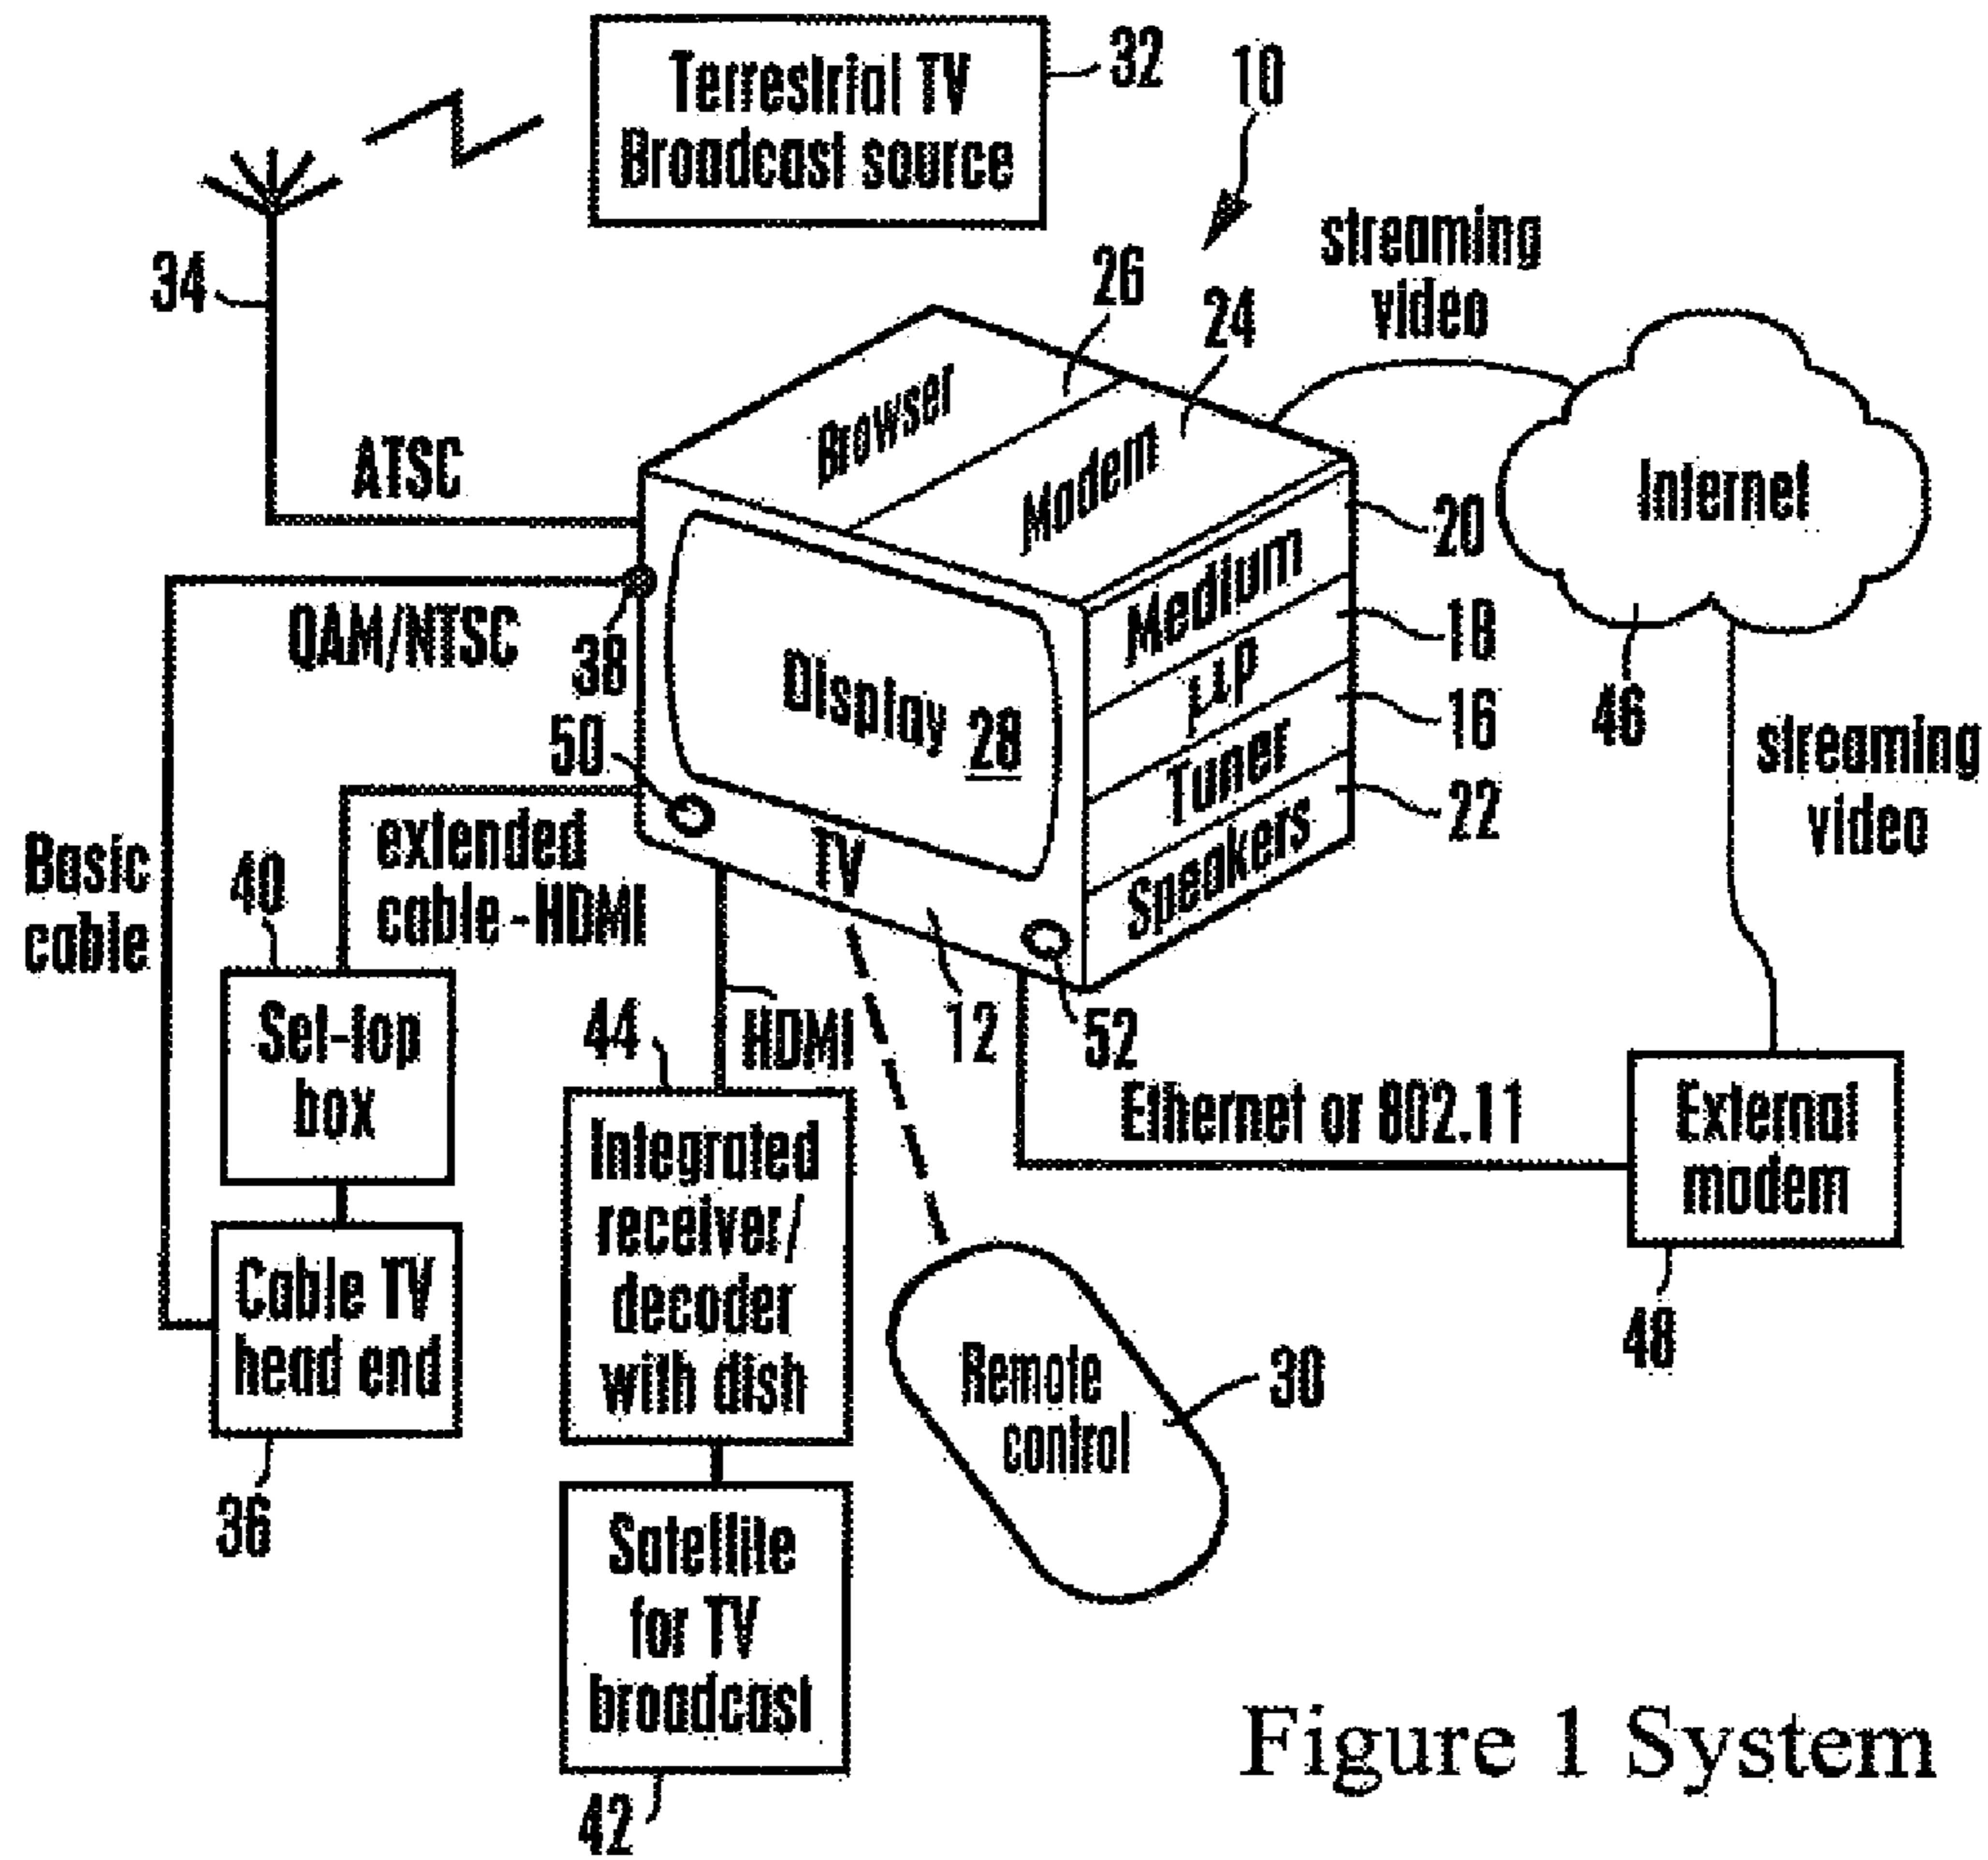 Terrestrial TV
Broadcast source
32
10
34
26
24
streaming
video
Browser
Modem
Internet
ATSC
20
QAM/NTSC
38
Medium
18
μP
46
Display 28
16
streaming
video
50
Tuner
22
extended
cable-HDMI
TV
Speakers
Basic
cable
40
Set-top
box
44
HDMI
12
52
Ethernet or 802.11
External
modem
Integrated
receiver/
decoder
with dish
Cable TV
head end
48
Remote
control
30
36
Satellite
for TV
broadcast
42
Figure 1 System